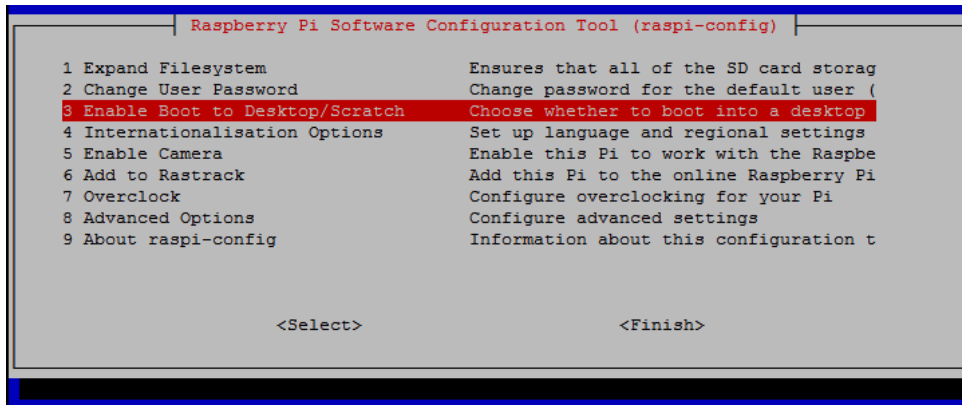 Raspberry Pi Software Configuration Tool (raspi-config)
1 Expand Filesystem Ensures that all of the SD card storag
2 Change User Password Change password for the default user (
3 Enable Boot to Desktop/Scratch Choose whether to boot into a desktop
4 Internationalisation Options Set up language and regional settings
5 Enable Camera Enable this Pi to work with the Raspbe
6 Add to Rastrack Add this Pi to the online Raspberry Pi
7 Overclock Configure overclocking for your Pi
8 Advanced Options Configure advanced settings
9 About raspi-config Information about this configuration t
<Select> <Finish>